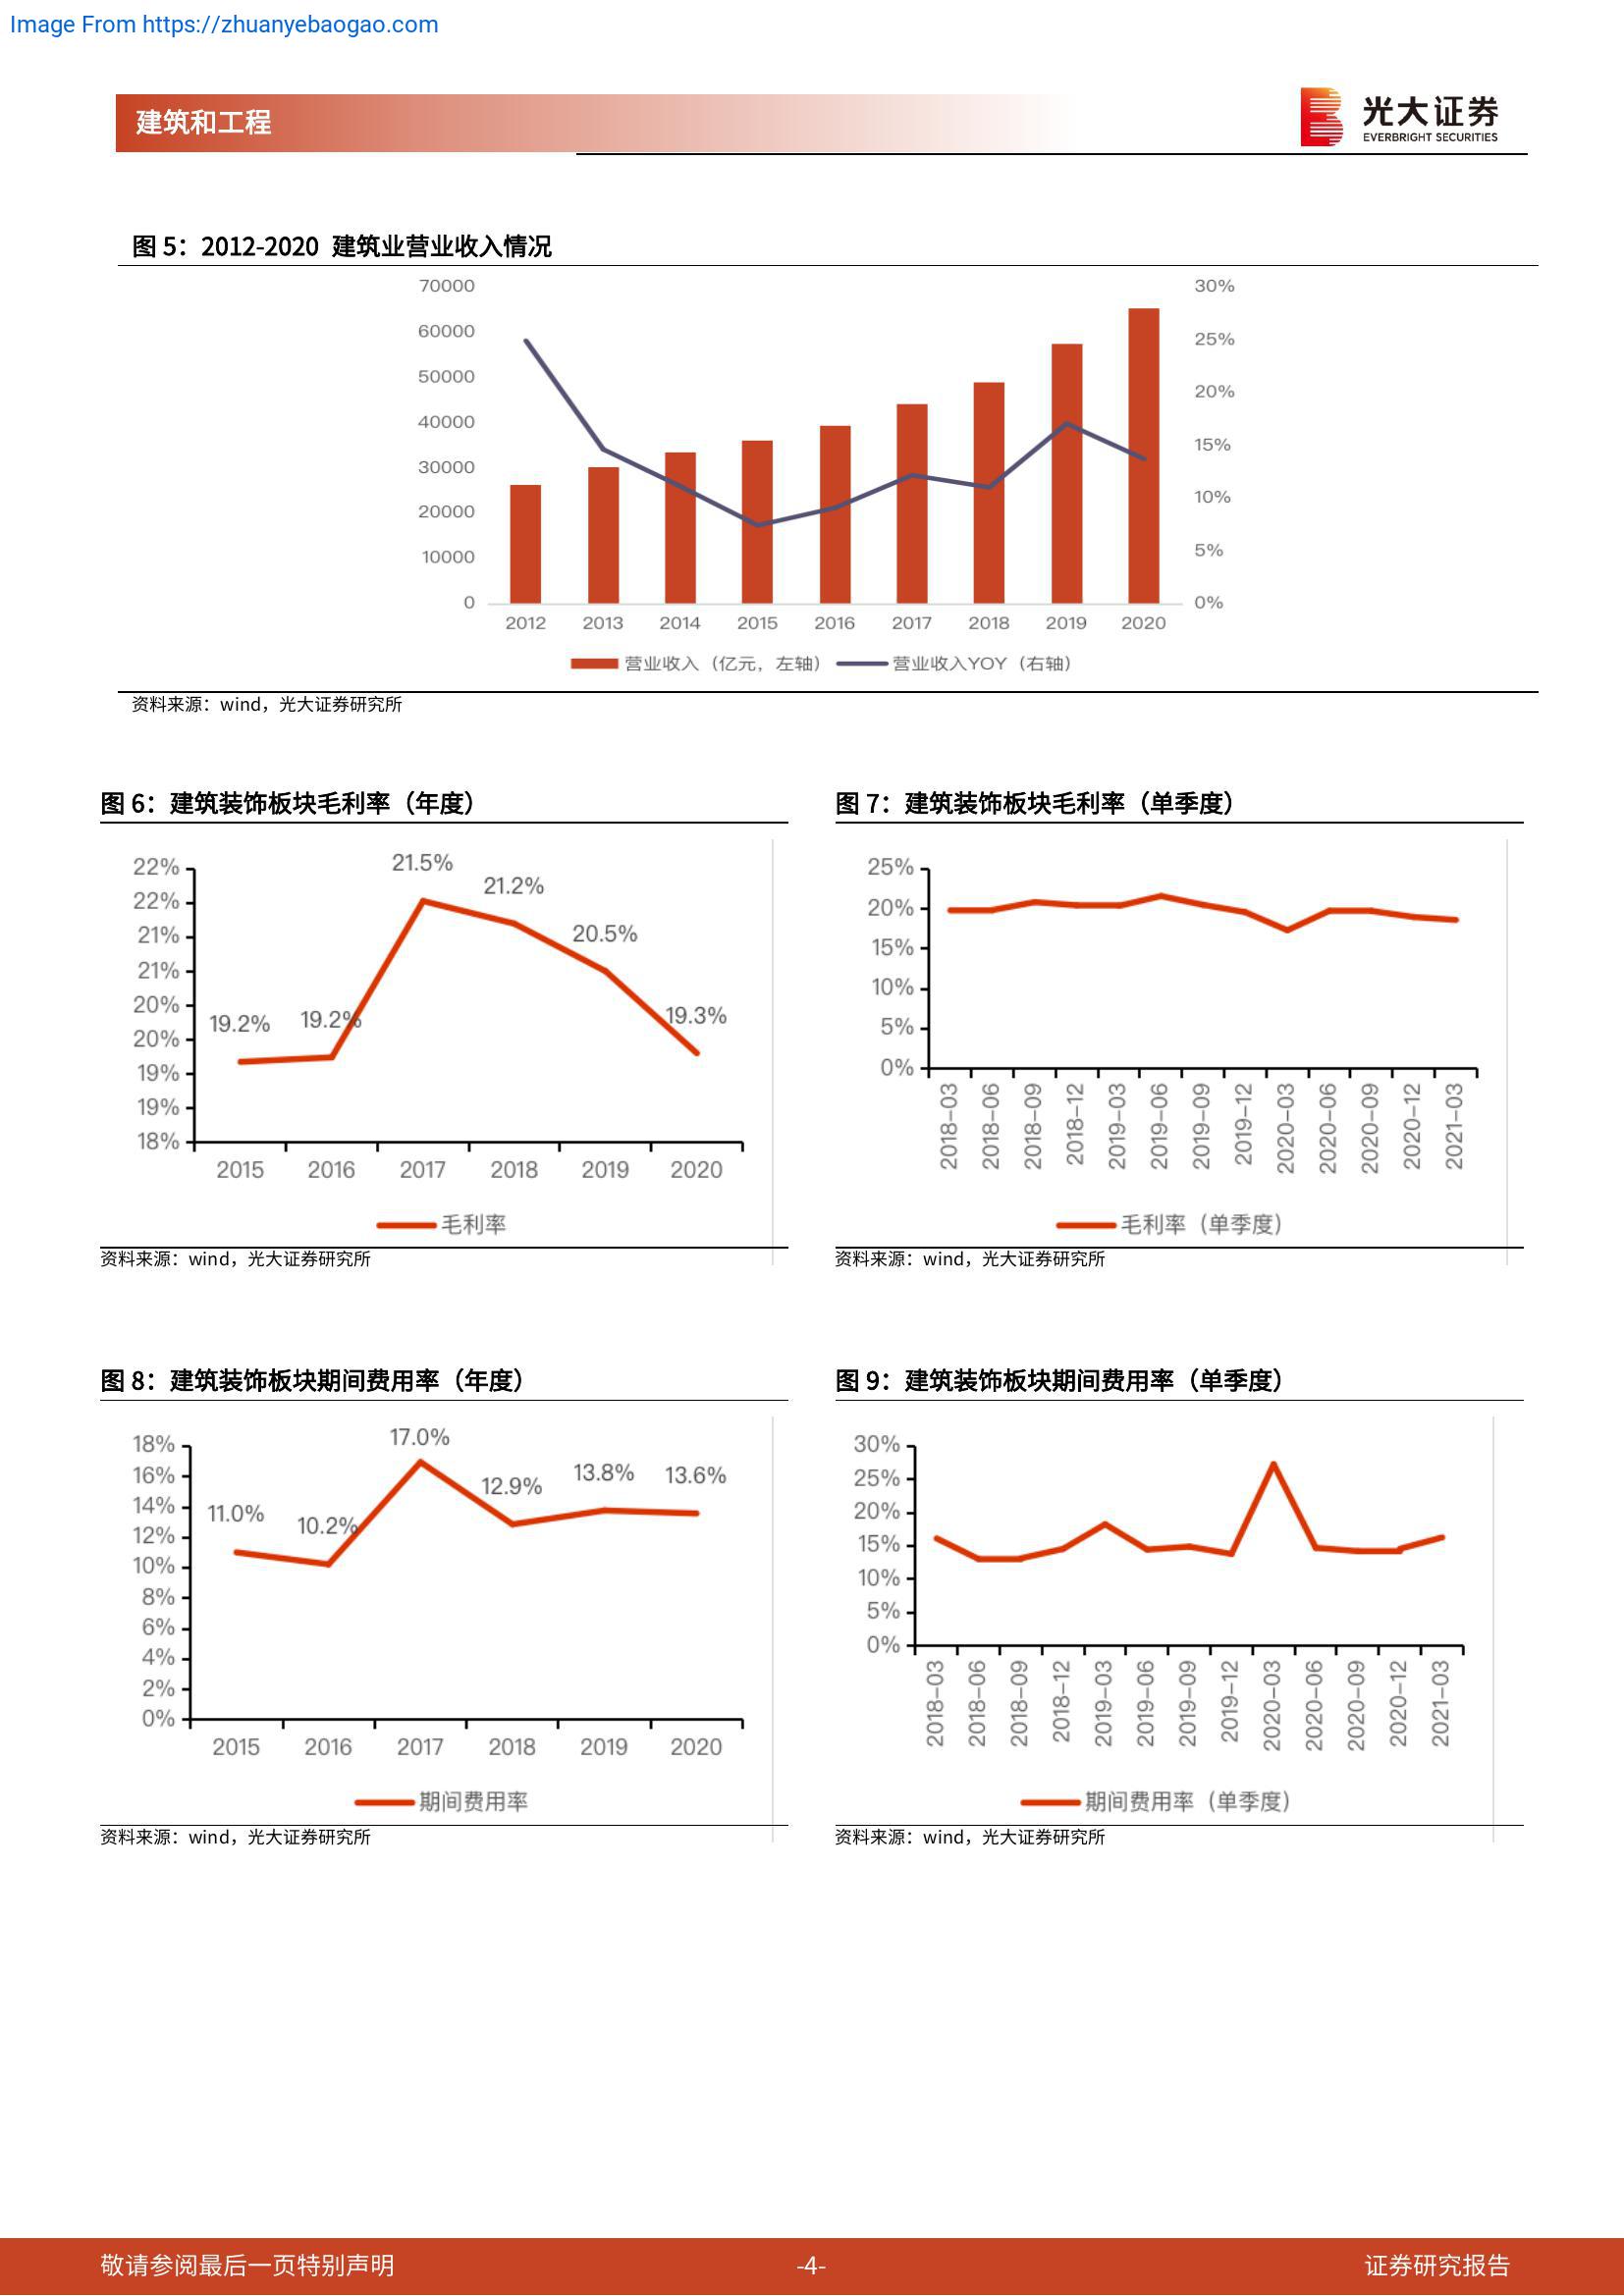 Image From https://zhuanyebaogao.com
建筑和工程
光大证券
EVERBRIGHT SECURITIES
图 5：2012-2020 建筑业营业收入情况
70000 30%
60000 25%
50000 20%
40000 15%
30000 10%
20000 5%
10000 0%
0
2012 2013 2014 2015 2016 2017 2018 2019 2020
营业收入（亿元，左轴） 营业收入YOY（右轴）
资料来源：wind，光大证券研究所
图 6：建筑装饰板块毛利率（年度）
22%
22%
21%
21%
20%
20%
19%
19%
18%
19.2% 19.2% 21.5% 21.2% 20.5% 19.3%
2015 2016 2017 2018 2019 2020
毛利率
资料来源：wind，光大证券研究所
图 7：建筑装饰板块毛利率（单季度）
25%
20%
15%
10%
5%
0%
2018-03 2018-06 2018-09 2018-12 2019-03 2019-06 2019-09 2019-12 2020-03 2020-06 2020-09 2020-12 2021-03
毛利率（单季度）
资料来源：wind，光大证券研究所
图 8：建筑装饰板块期间费用率（年度）
18%
16%
14%
12%
10%
8%
6%
4%
2%
0%
11.0% 10.2% 17.0% 12.9% 13.8% 13.6%
2015 2016 2017 2018 2019 2020
期间费用率
资料来源：wind，光大证券研究所
图 9：建筑装饰板块期间费用率（单季度）
30%
25%
20%
15%
10%
5%
0%
2018-03 2018-06 2018-09 2018-12 2019-03 2019-06 2019-09 2019-12 2020-03 2020-06 2020-09 2020-12 2021-03
期间费用率（单季度）
资料来源：wind，光大证券研究所
敬请参阅最后一页特别声明 -4- 证券研究报告